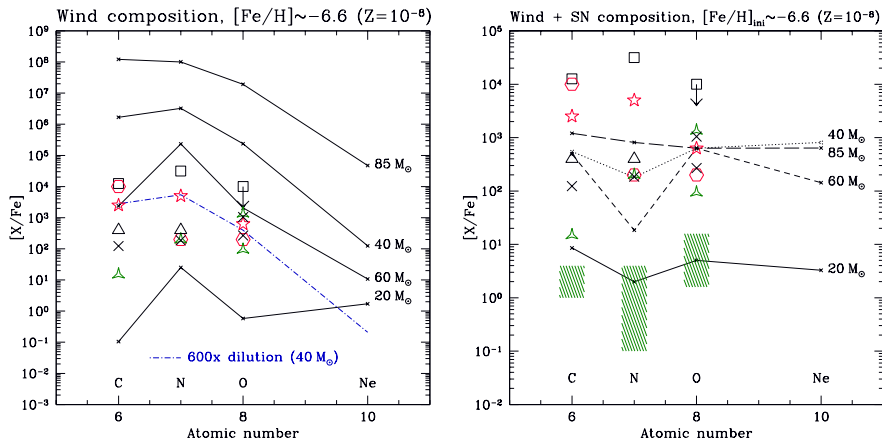 Wind composition, [Fe/H]~−6.6 (Z=10⁻⁸)
[X/Fe]
10⁹
10⁸
10⁷
10⁶
10⁵
10⁴
10³
10²
10¹
10⁰
10⁻¹
10⁻²
10⁻³
85 M⊙
40 M⊙
60 M⊙
20 M⊙
600x dilution (40 M⊙)
C N O Ne
6 7 8 9 10
Atomic number
Wind + SN composition, [Fe/H]ᵢₙᵢ~−6.6 (Z=10⁻⁸)
[X/Fe]
10⁵
10⁴
10³
10²
10¹
10⁰
10⁻¹
10⁻²
40 M⊙
85 M⊙
60 M⊙
20 M⊙
C N O Ne
6 7 8 9 10
Atomic number